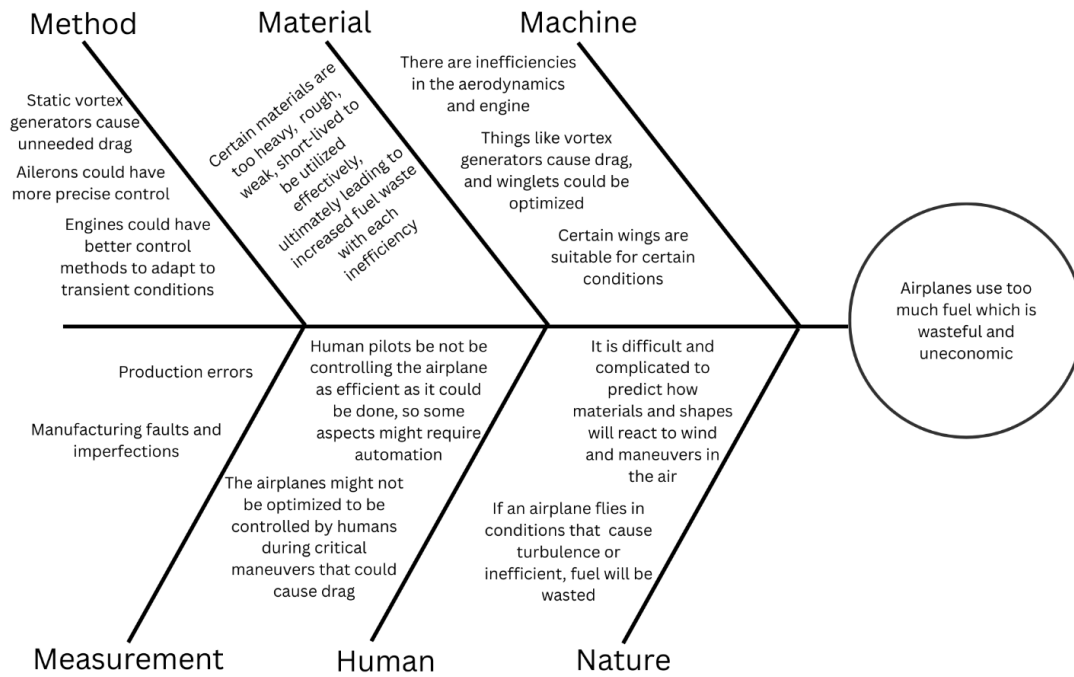 Method
Static vortex
generators cause
unneeded drag
Ailerons could have
more precise control
Engines could have
better control
methods to adapt to
transient conditions
Material
Certain materials are
too heavy, rough,
weak, short-lived to
be utilized
effectively,
ultimately leading to
increased fuel waste
with each
inefficiency
Machine
There are inefficiencies
in the aerodynamics
and engine
Things like vortex
generators cause drag,
and winglets could be
optimized
Certain wings are
suitable for certain
conditions
Airplanes use too
much fuel which is
wasteful and
uneconomic
Production errors
Manufacturing faults and
imperfections
Measurement
Human pilots be not be
controlling the airplane
as efficient as it could
be done, so some
aspects might require
automation
The airplanes might not
be optimized to be
controlled by humans
during critical
maneuvers that could
cause drag
Human
It is difficult and
complicated to
predict how
materials and shapes
will react to wind
and maneuvers in
the air
If an airplane flies in
conditions that cause
turbulence or
inefficient, fuel will be
wasted
Nature